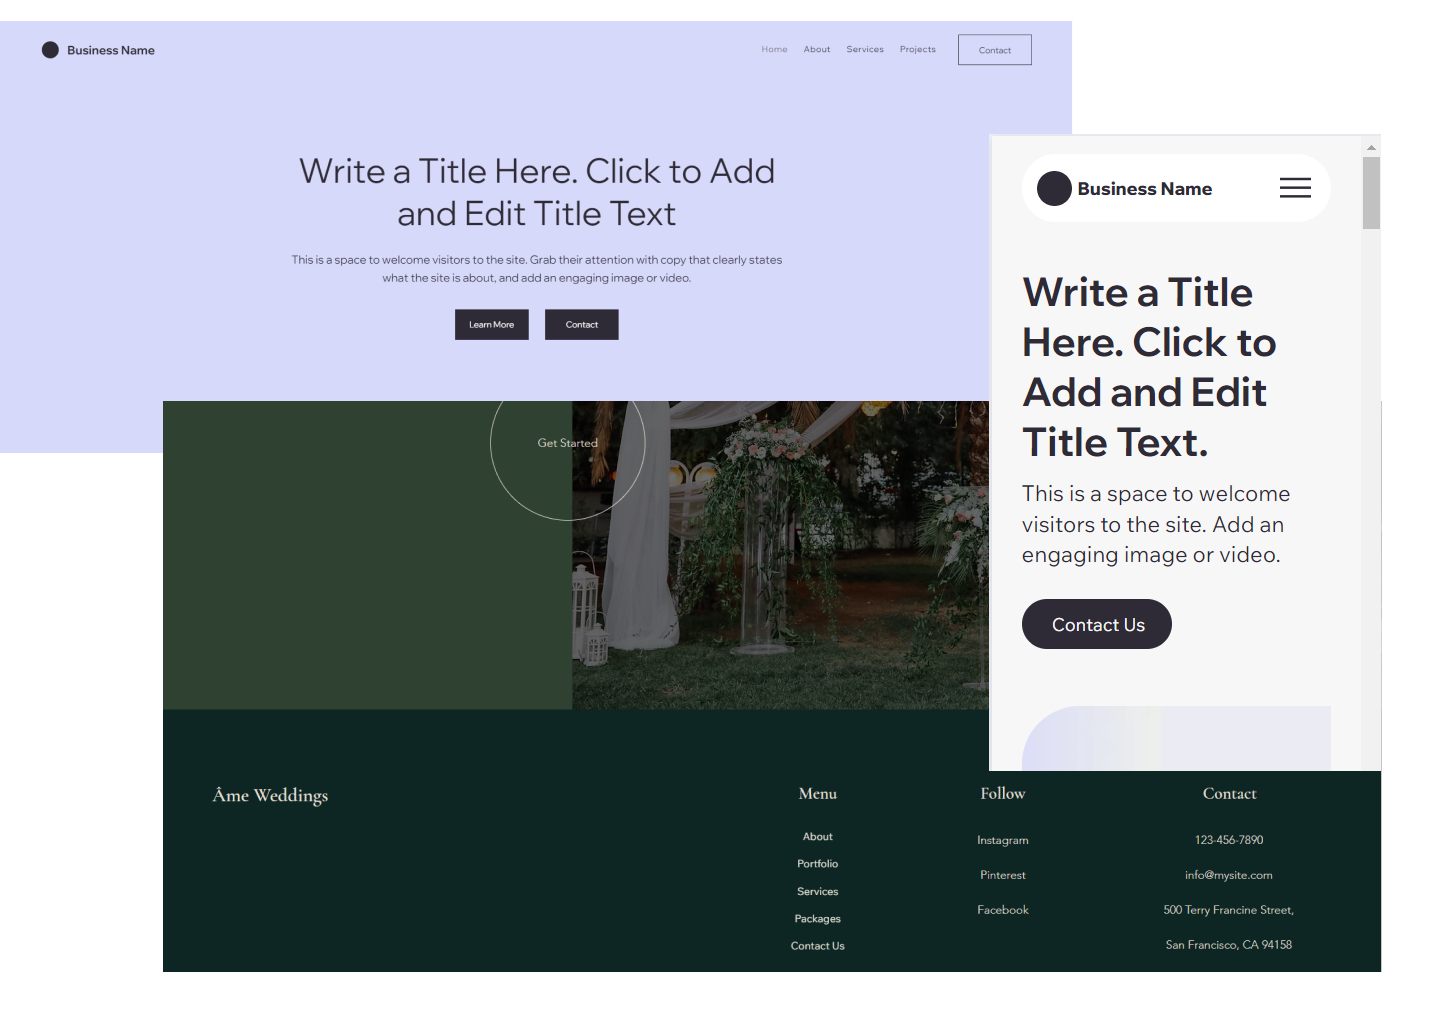 Business Name
Home About Services Projects Contact
Write a Title Here. Click to Add
and Edit Title Text
This is a space to welcome visitors to the site. Grab their attention with copy that clearly states
what the site is about, and add an engaging image or video.
Learn More Contact
Business Name
Write a Title
Here. Click to
Add and Edit
Title Text.
This is a space to welcome
visitors to the site. Add an
engaging image or video.
Contact Us
Get Started
Âme Weddings
Menu
About
Portfolio
Services
Packages
Contact Us
Follow
Instagram
Pinterest
Facebook
Contact
123-456-7890
info@mysite.com
500 Terry Francine Street,
San Francisco, CA 94158